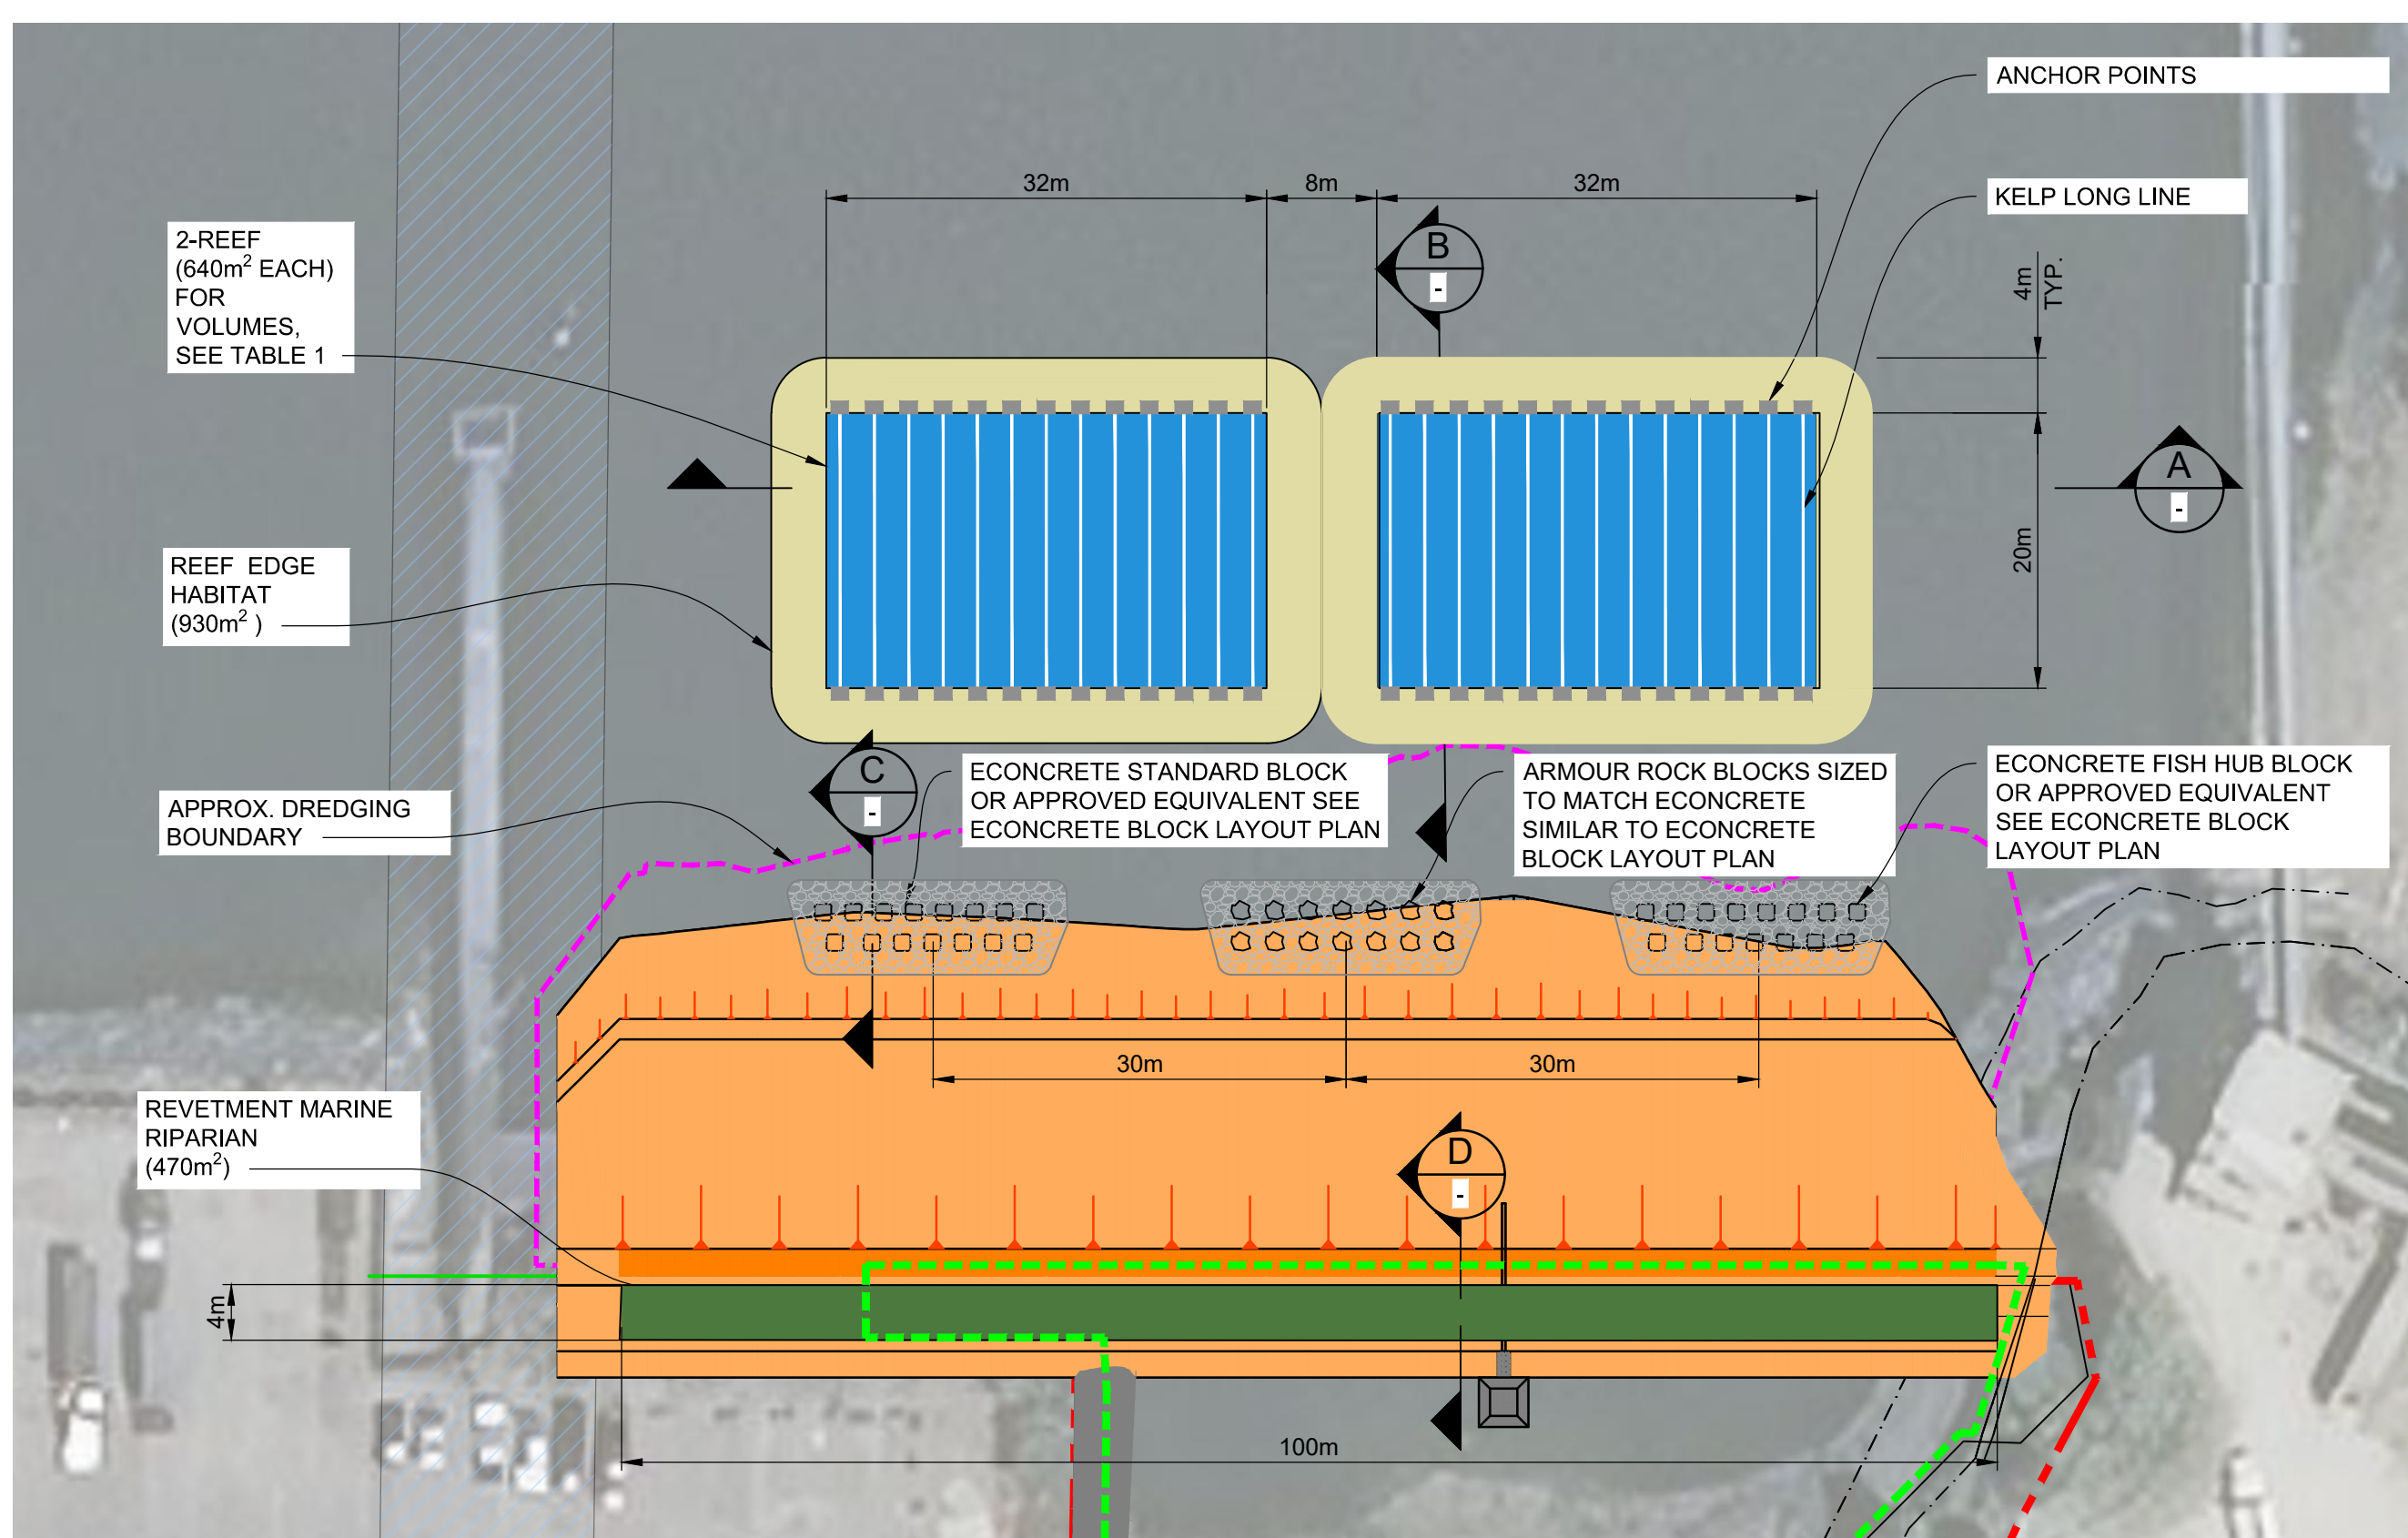 ANCHOR POINTS
32m
8m
32m
KELP LONG LINE
2-REEF
(640m² EACH)
FOR
VOLUMES,
SEE TABLE 1
B
-
4m
TYP.
A
-
20m
REEF EDGE
HABITAT
(930m² )
C
-
ECONCRETE STANDARD BLOCK
OR APPROVED EQUIVALENT SEE
ECONCRETE BLOCK LAYOUT PLAN
ARMOUR ROCK BLOCKS SIZED
TO MATCH ECONCRETE
SIMILAR TO ECONCRETE
BLOCK LAYOUT PLAN
ECONCRETE FISH HUB BLOCK
OR APPROVED EQUIVALENT
SEE ECONCRETE BLOCK
LAYOUT PLAN
APPROX. DREDGING
BOUNDARY
30m
30m
REVETMENT MARINE
RIPARIAN
(470m²)
D
-
4m
100m